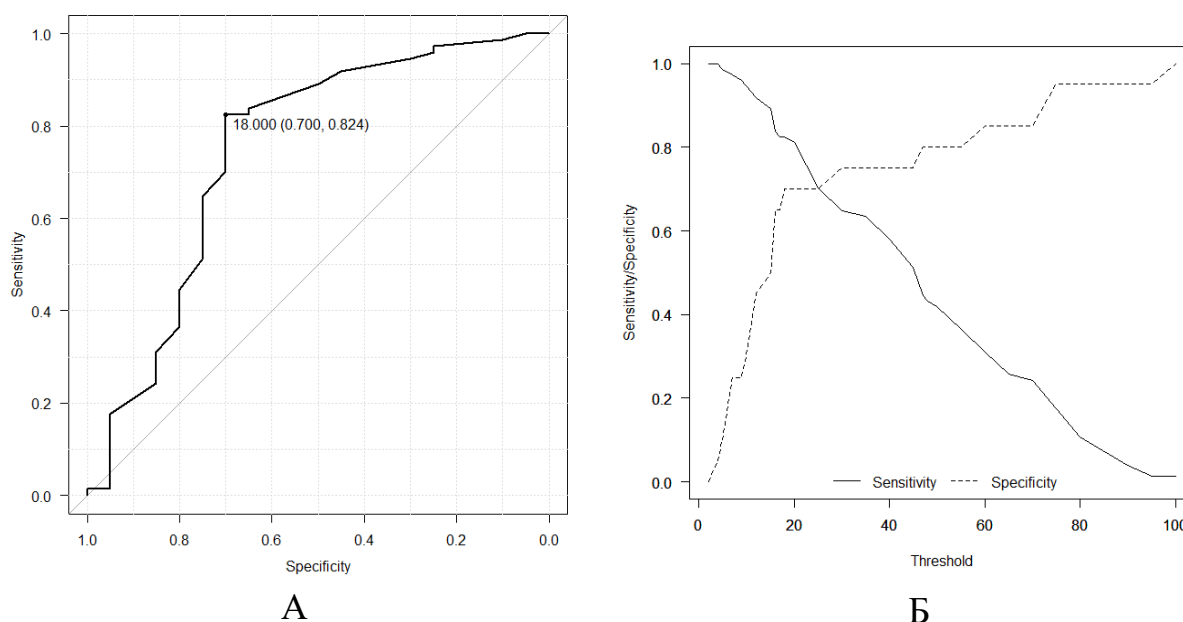 1.0
0.8
0.6
0.4
0.2
0.0
Sensitivity
18.000 (0.700, 0.824)
1.0 0.8 0.6 0.4 0.2 0.0
Specificity
А
1.0
0.8
0.6
0.4
0.2
0.0
Sensitivity/Specificity
Sensitivity Specificity
0 20 40 60 80 100
Threshold
Б